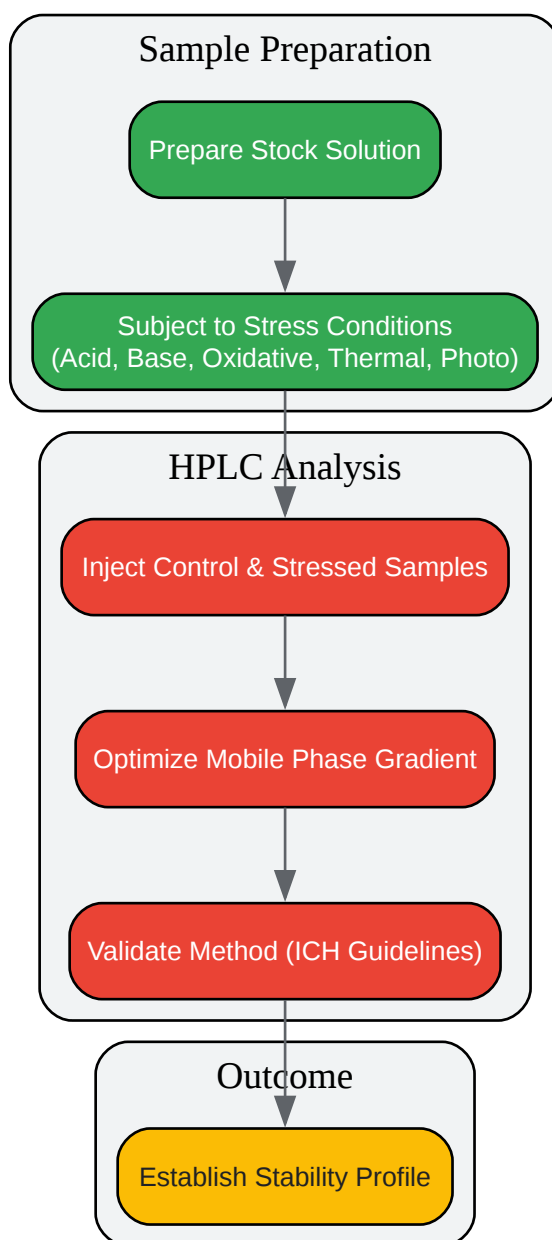 Sample Preparation
Prepare Stock Solution
Subject to Stress Conditions
(Acid, Base, Oxidative, Thermal, Photo)
HPLC Analysis
Inject Control & Stressed Samples
Optimize Mobile Phase Gradient
Validate Method (ICH Guidelines)
Outcome
Establish Stability Profile